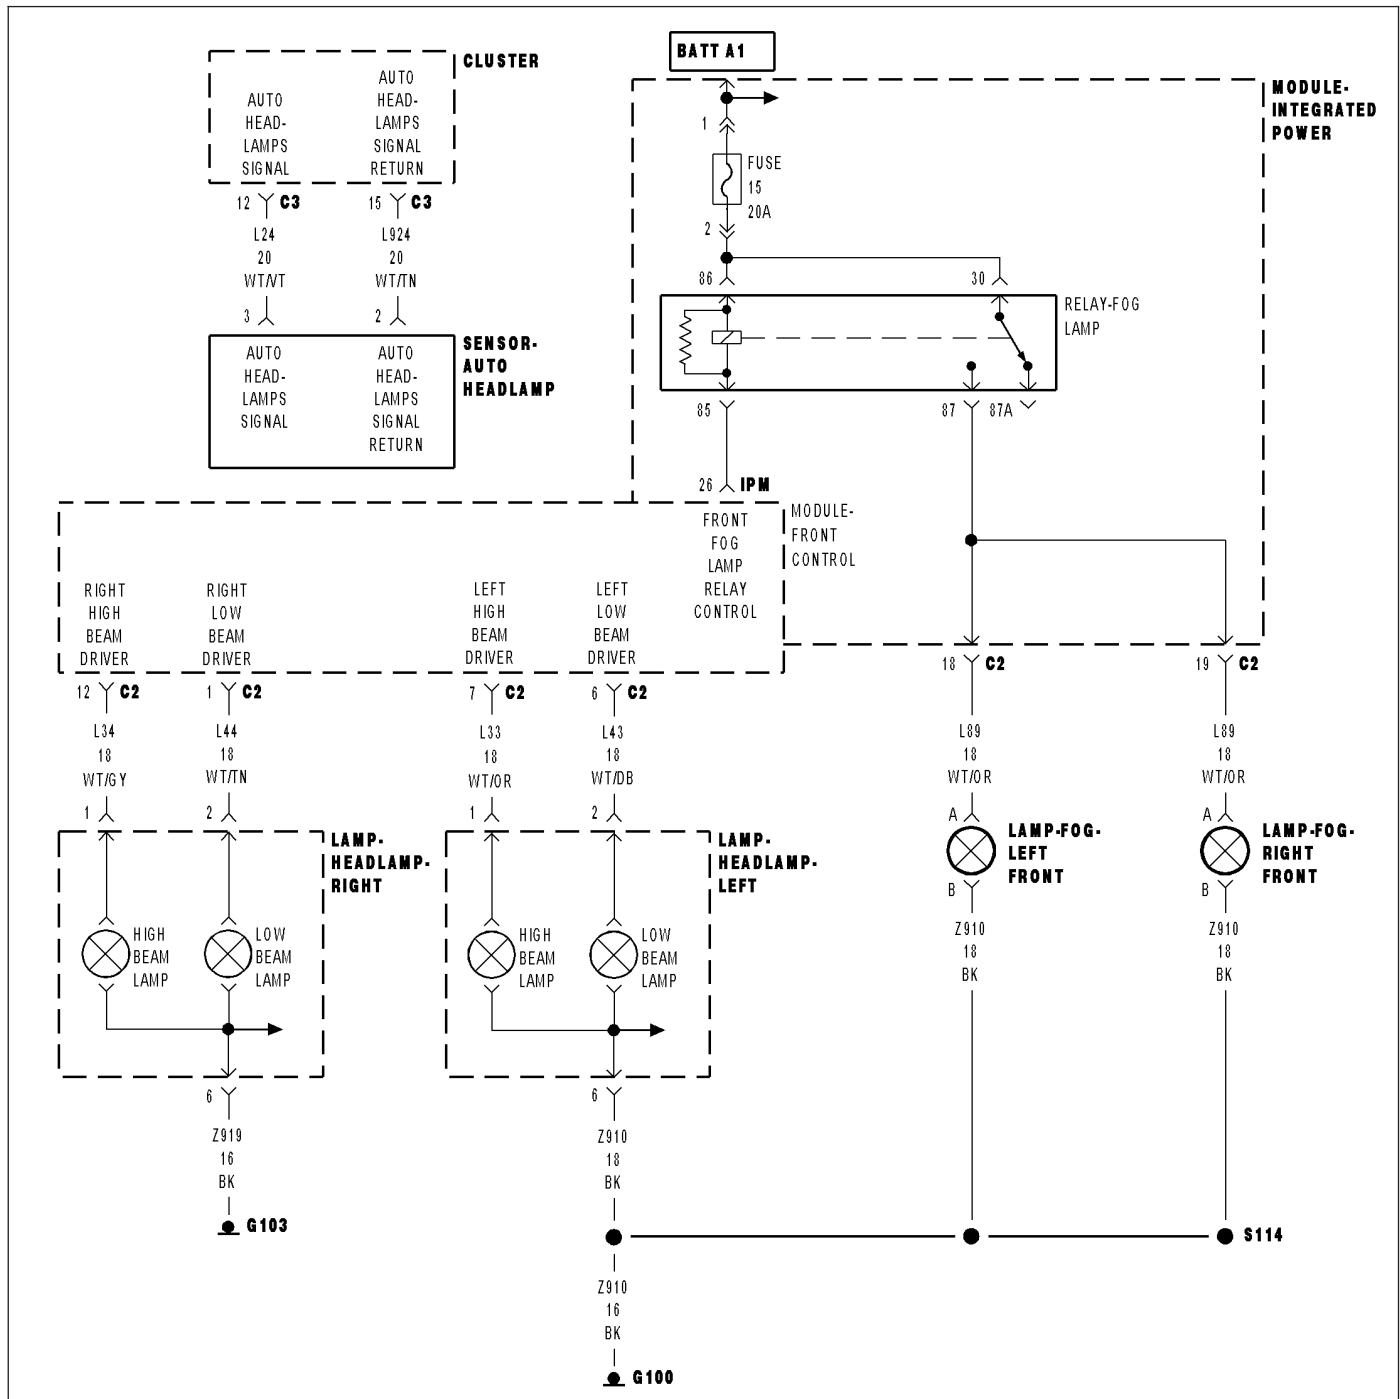 BATT A1
CLUSTER
AUTO
HEAD-
LAMPS
SIGNAL
AUTO
HEAD-
LAMPS
SIGNAL
RETURN
12
C3
15
C3
L24
20
WT/VT
L924
20
WT/TN
3
2
SENSOR-
AUTO
HEADLAMP
AUTO
HEAD-
LAMPS
SIGNAL
AUTO
HEAD-
LAMPS
SIGNAL
RETURN
MODULE-
INTEGRATED
POWER
1
FUSE
15
20A
2
86
30
RELAY-FOG
LAMP
85
87
87A
26
IPM
MODULE-
FRONT
CONTROL
FRONT
FOG
LAMP
RELAY
CONTROL
RIGHT
HIGH
BEAM
DRIVER
RIGHT
LOW
BEAM
DRIVER
LEFT
HIGH
BEAM
DRIVER
LEFT
LOW
BEAM
DRIVER
12
C2
1
C2
7
C2
6
C2
18
C2
19
C2
L34
18
WT/GY
L44
18
WT/TN
L33
18
WT/OR
L43
18
WT/DB
L89
18
WT/OR
L89
18
WT/OR
1
2
1
2
A
A
LAMP-
HEADLAMP-
RIGHT
LAMP-
HEADLAMP-
LEFT
LAMP-FOG-
LEFT
FRONT
LAMP-FOG-
RIGHT
FRONT
B
B
HIGH
BEAM
LAMP
LOW
BEAM
LAMP
HIGH
BEAM
LAMP
LOW
BEAM
LAMP
Z910
18
BK
Z910
18
BK
6
6
Z919
16
BK
Z910
18
BK
G103
S114
Z910
16
BK
G100